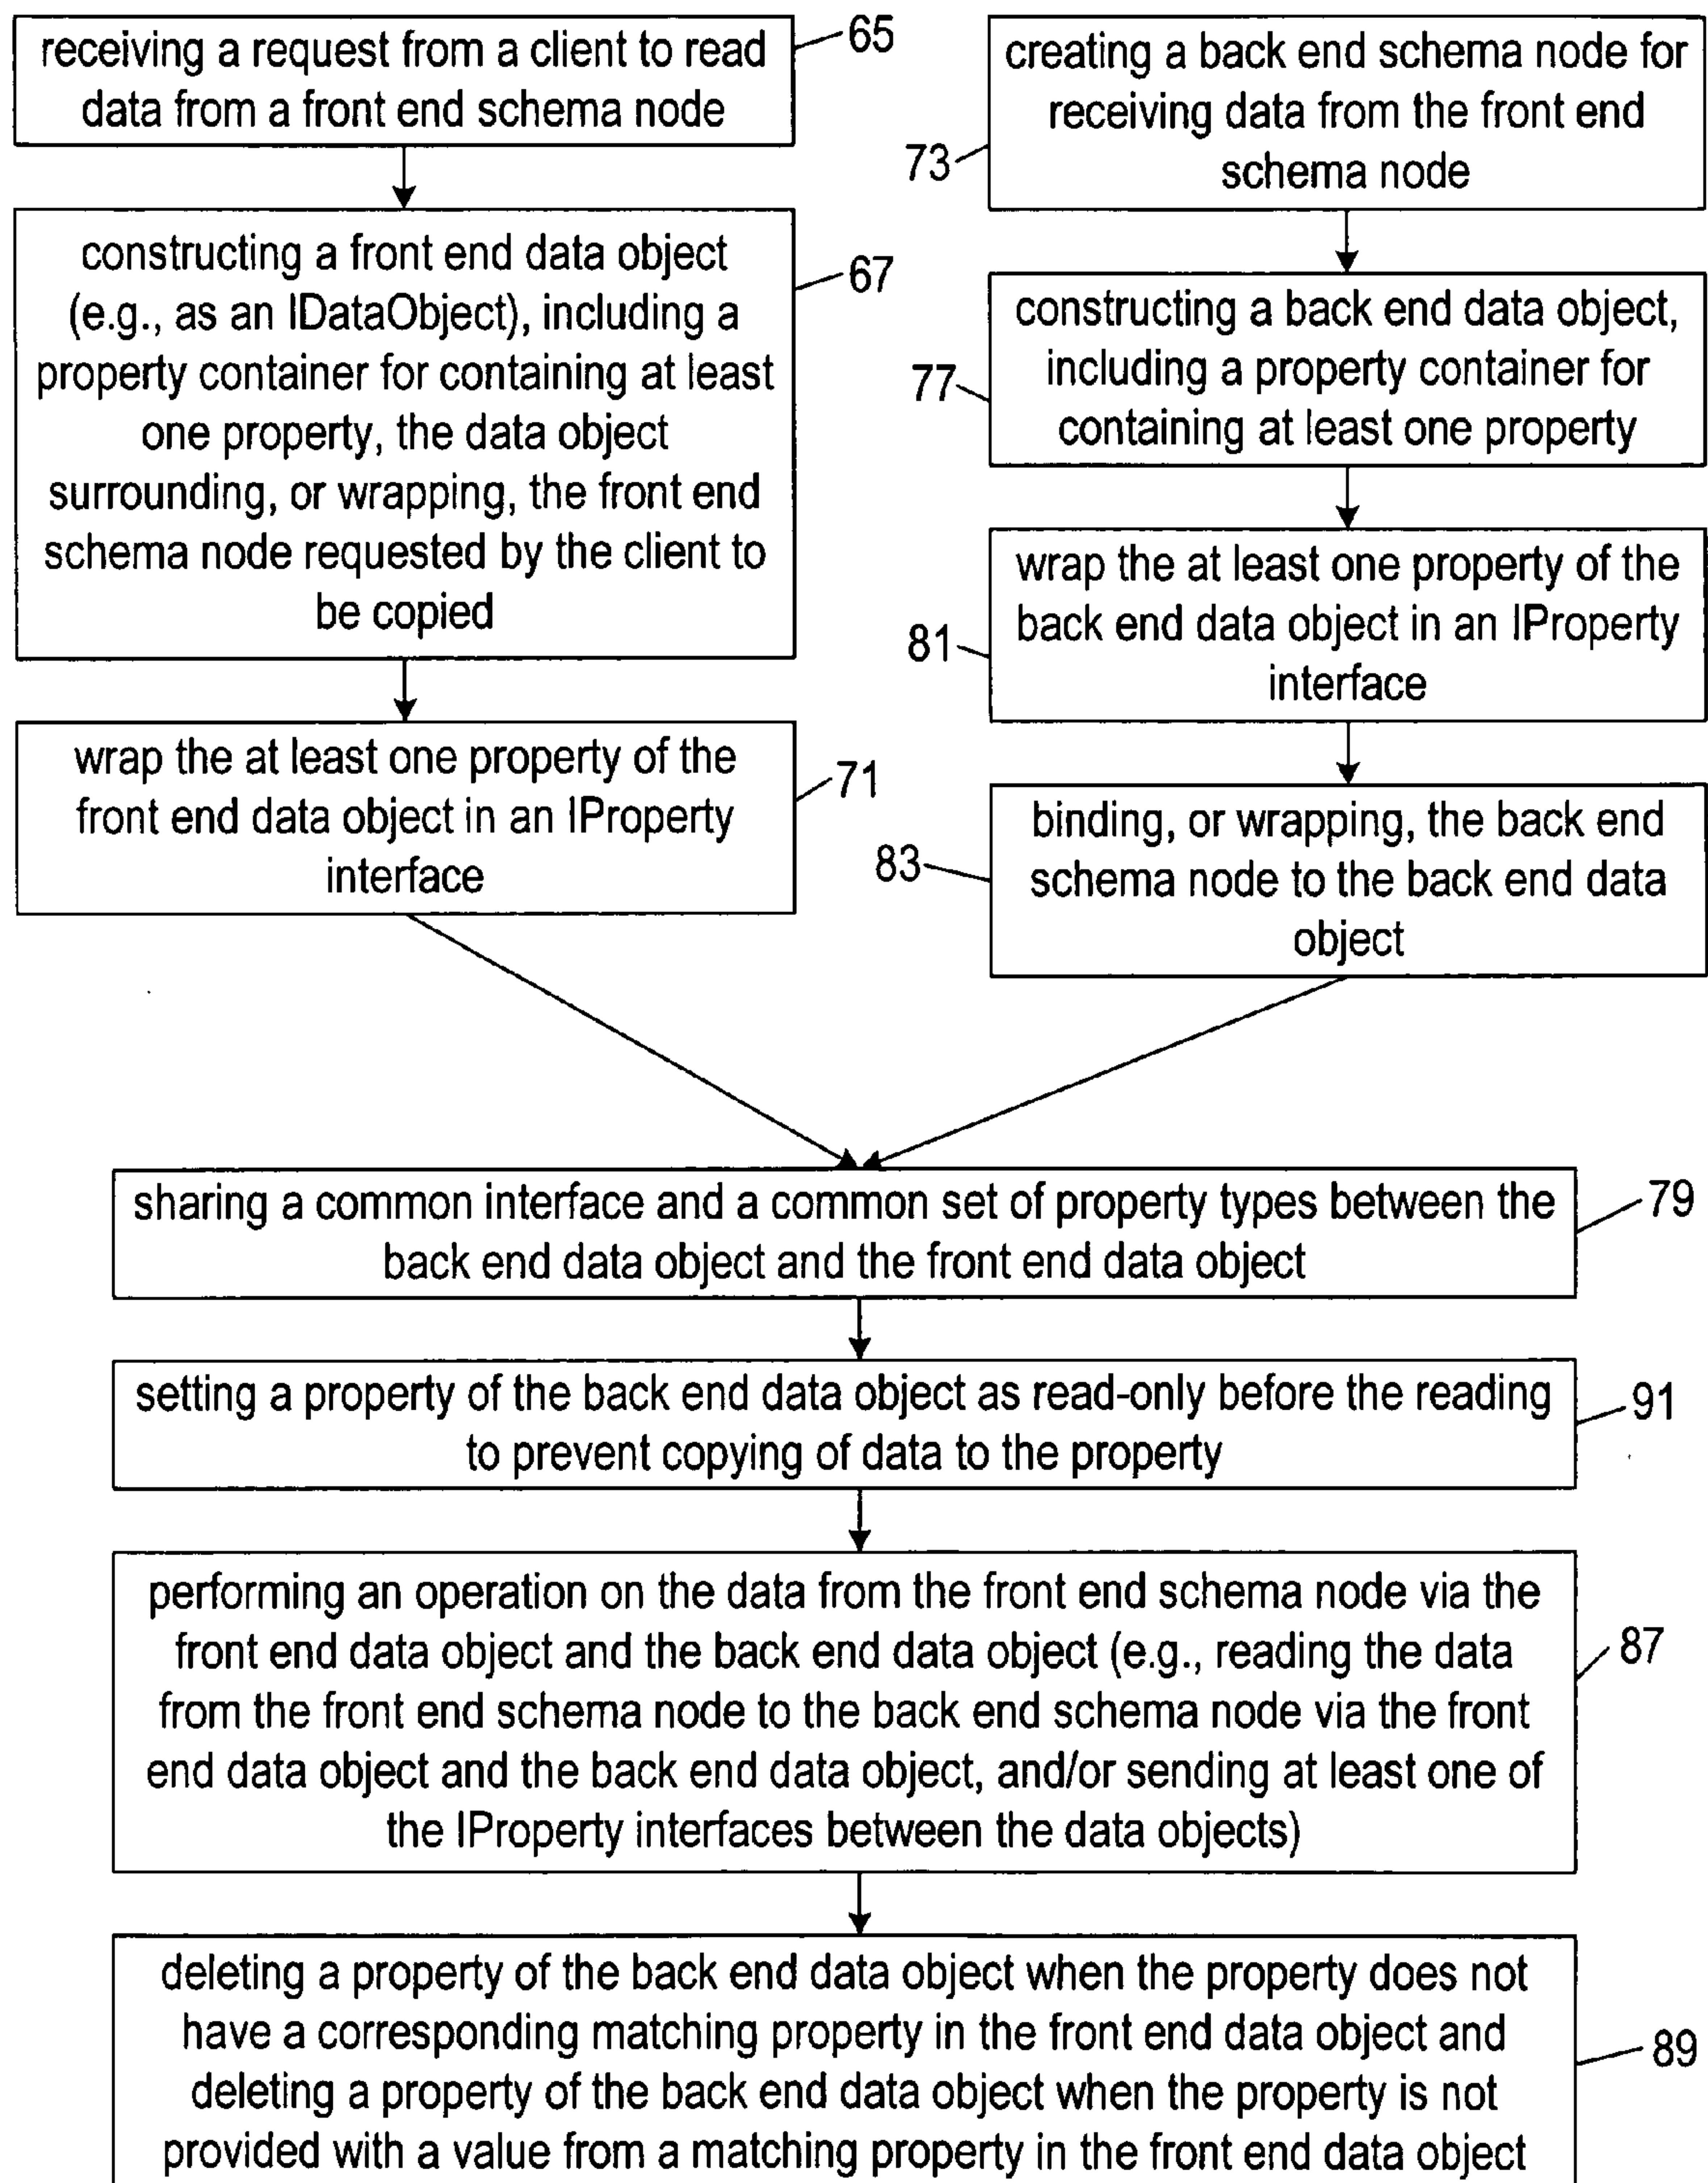 receiving a request from a client to read
data from a front end schema node
65
constructing a front end data object
(e.g., as an IDataObject), including a
property container for containing at least
one property, the data object
surrounding, or wrapping, the front end
schema node requested by the client to
be copied
67
wrap the at least one property of the
front end data object in an IProperty
interface
71
creating a back end schema node for
receiving data from the front end
schema node
73
constructing a back end data object,
including a property container for
containing at least one property
77
wrap the at least one property of the
back end data object in an IProperty
interface
81
binding, or wrapping, the back end
schema node to the back end data
object
83
sharing a common interface and a common set of property types between the
back end data object and the front end data object
79
setting a property of the back end data object as read-only before the reading
to prevent copying of data to the property
91
performing an operation on the data from the front end schema node via the
front end data object and the back end data object (e.g., reading the data
from the front end schema node to the back end schema node via the front
end data object and the back end data object, and/or sending at least one of
the IProperty interfaces between the data objects)
87
deleting a property of the back end data object when the property does not
have a corresponding matching property in the front end data object and
deleting a property of the back end data object when the property is not
provided with a value from a matching property in the front end data object
89